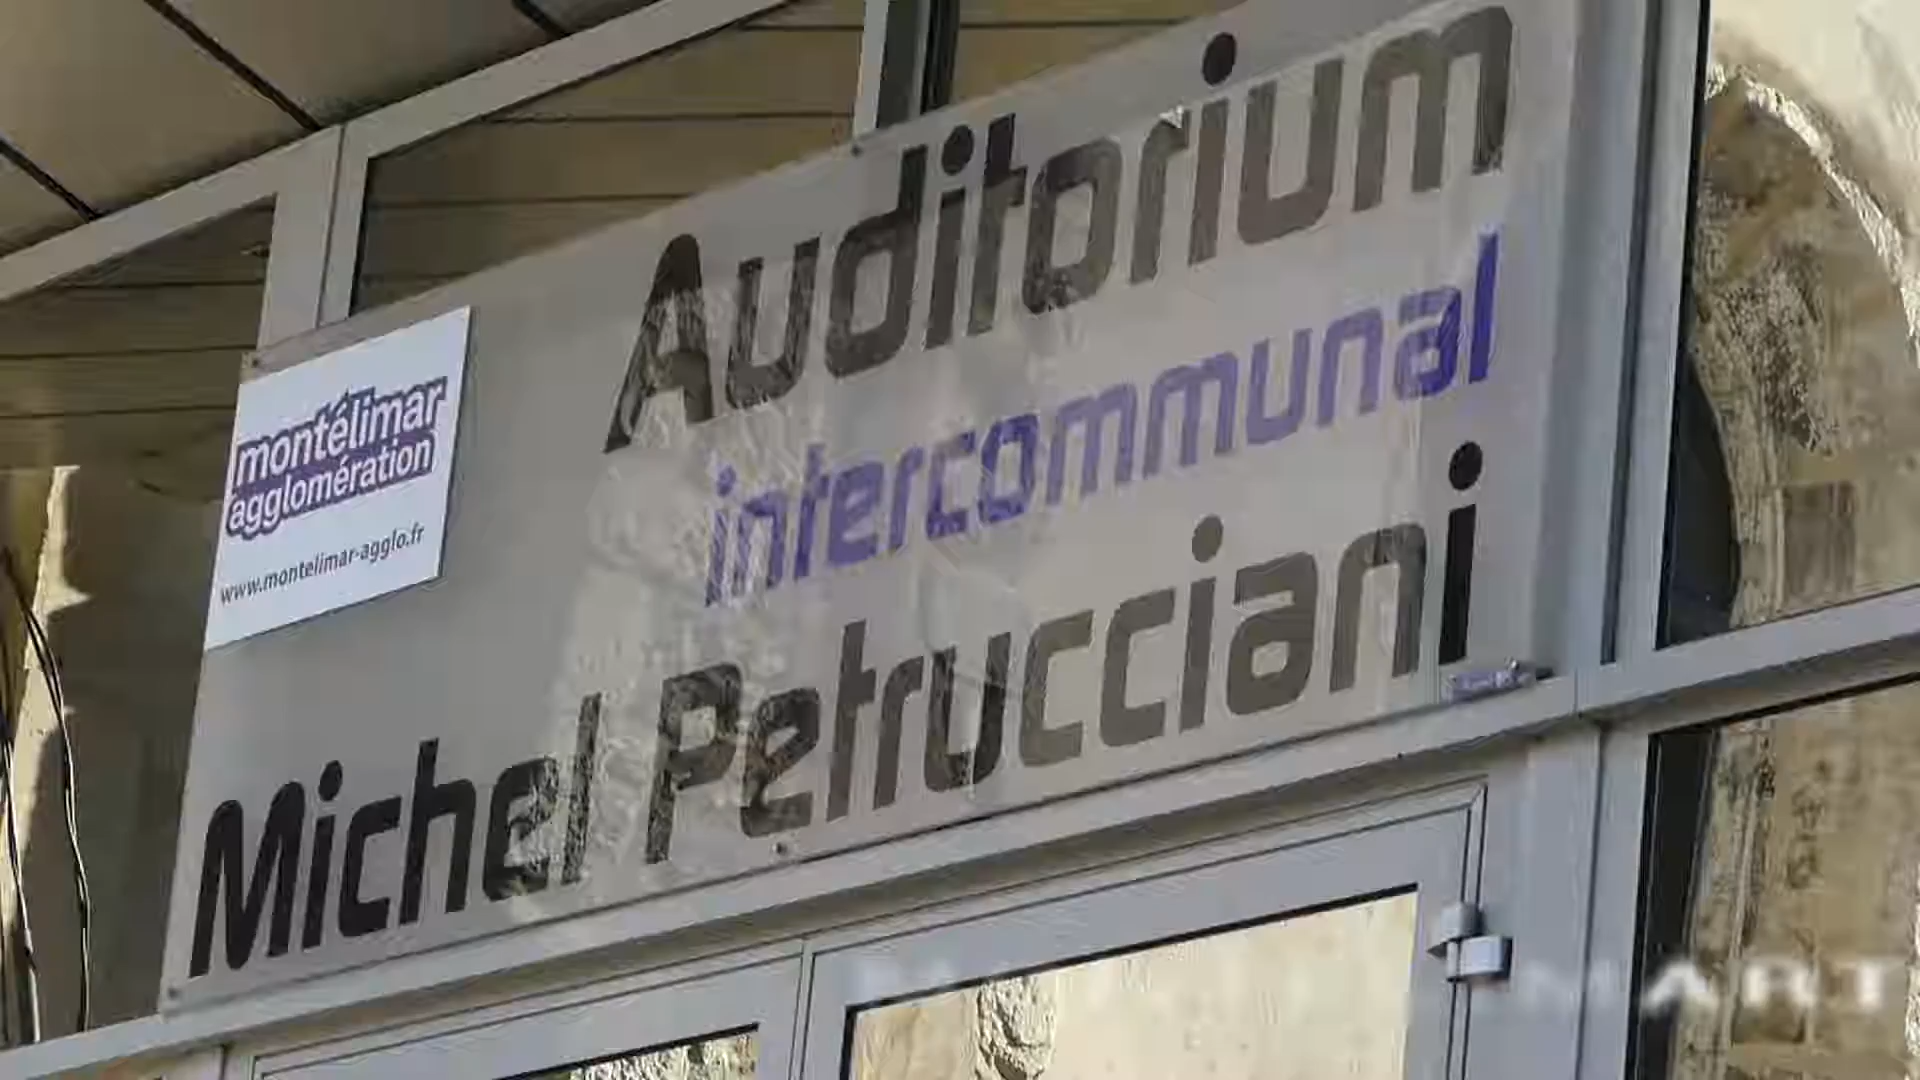 Auditorium
intercommunal
Michel Petrucciani
montélimar
agglomération
www.montelimar-agglo.fr